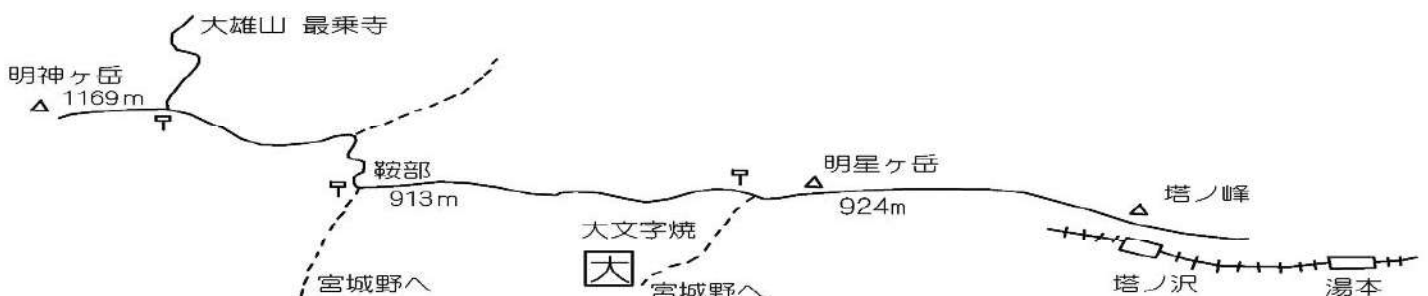 大雄山 最乗寺
明神ヶ岳
1169m
鞍部
913m
明星ヶ岳
924m
塔ノ峰
大文字焼
大
宮城野へ
宮城野へ
塔ノ沢
湯本